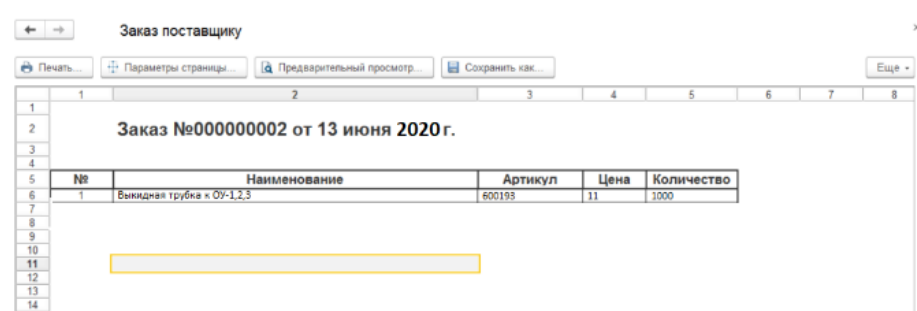 Заказ поставщику
Печать... Параметры страницы... Предварительный просмотр... Сохранить как... Еще
1 2 3 4 5 6 7 8
1
2 Заказ №000000002 от 13 июня 2020 г.
3
4
5 № Наименование Артикул Цена Количество
6 1 Выкидная трубка к ОУ-1,2,3 600193 11 1000
7
8
9
10
11
12
13
14